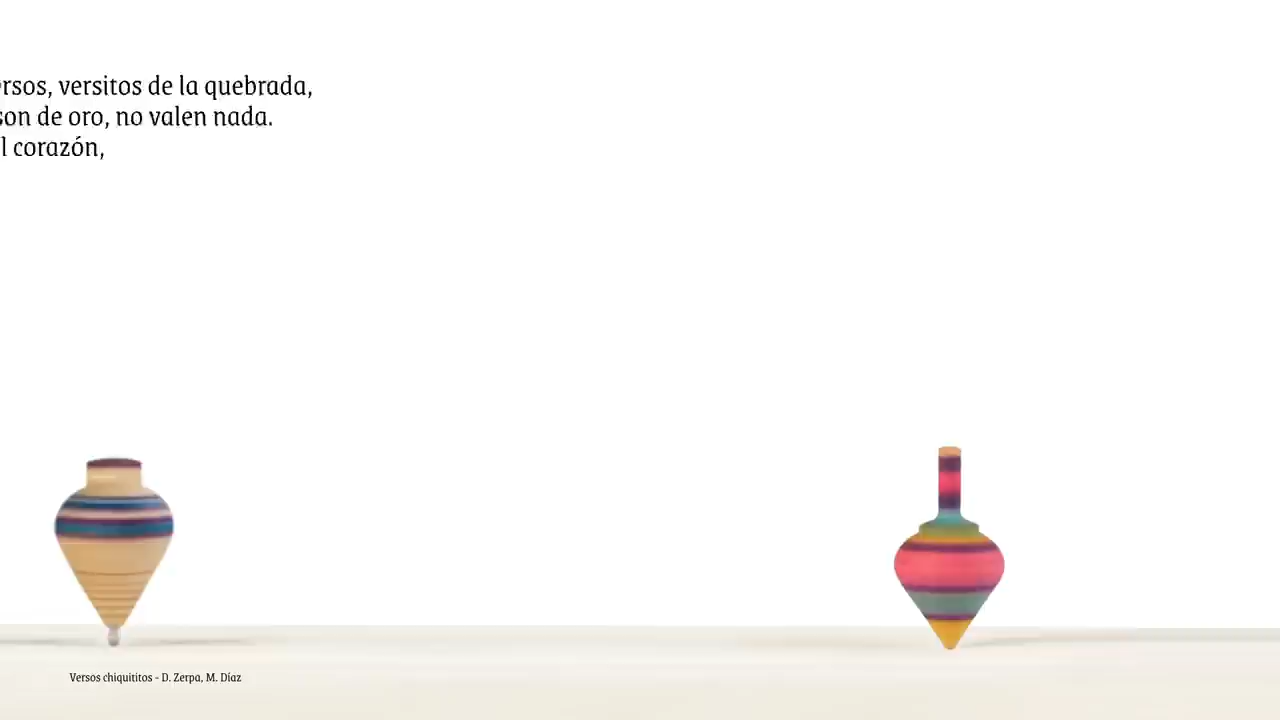 rsos, versitos de la quebrada,
son de oro, no valen nada.
l corazón,
Versos chiquititos - D. Zerpa, M. Díaz